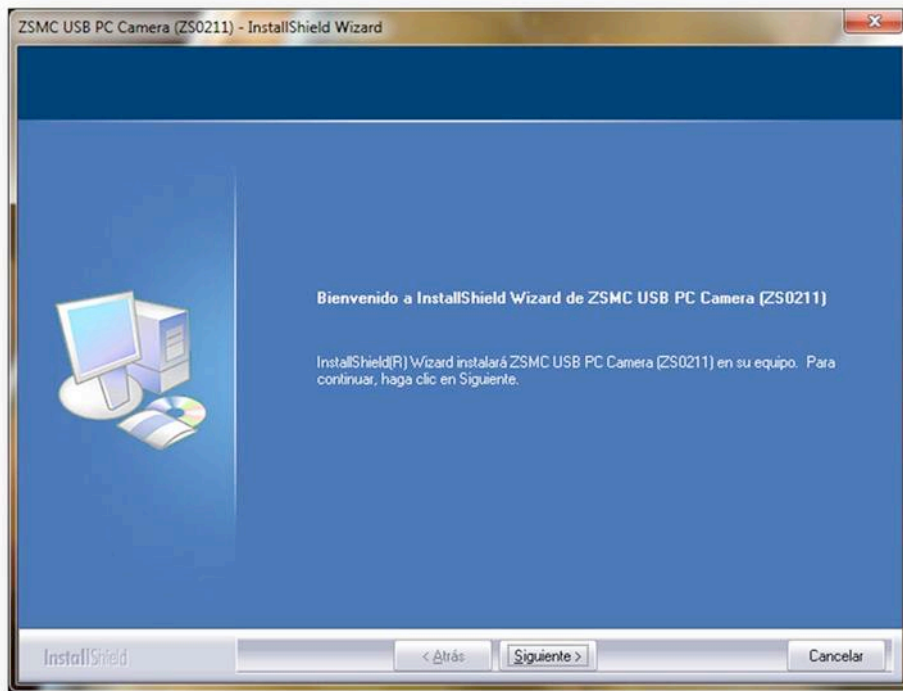 ZSMC USB PC Camera (ZS0211) - InstallShield Wizard
Bienvenido a InstallShield Wizard de ZSMC USB PC Camera (ZS0211)
InstallShield(R) Wizard instalará ZSMC USB PC Camera (ZS0211) en su equipo. Para
continuar, haga clic en Siguiente.
InstallShield
< Atrás
Siguiente >
Cancelar